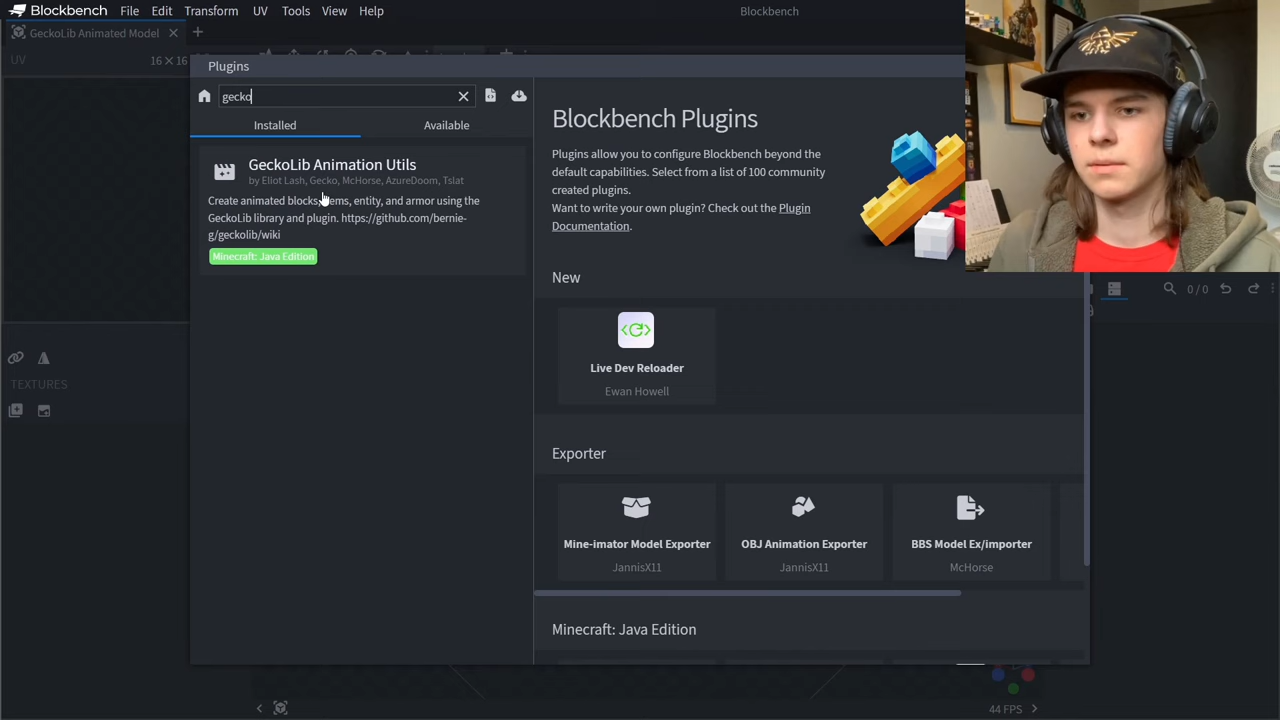 Blockbench File Edit Transform UV Tools View Help Blockbench
GeckoLib Animated Model
UV 16 × 16
Plugins
gecko
Installed Available
GeckoLib Animation Utils
by Eliot Lash, Gecko, McHorse, AzureDoom, Tslat
Create animated blocks, items, entity, and armor using the
GeckoLib library and plugin. https://github.com/bernie-
g/geckolib/wiki
Minecraft: Java Edition
Blockbench Plugins
Plugins allow you to configure Blockbench beyond the
default capabilities. Select from a list of 100 community
created plugins.
Want to write your own plugin? Check out the Plugin
Documentation.
New
Live Dev Reloader
Ewan Howell
Exporter
Mine-imator Model Exporter
JannisX11
OBJ Animation Exporter
JannisX11
BBS Model Ex/importer
McHorse
Minecraft: Java Edition
0 / 0
TEXTURES
44 FPS